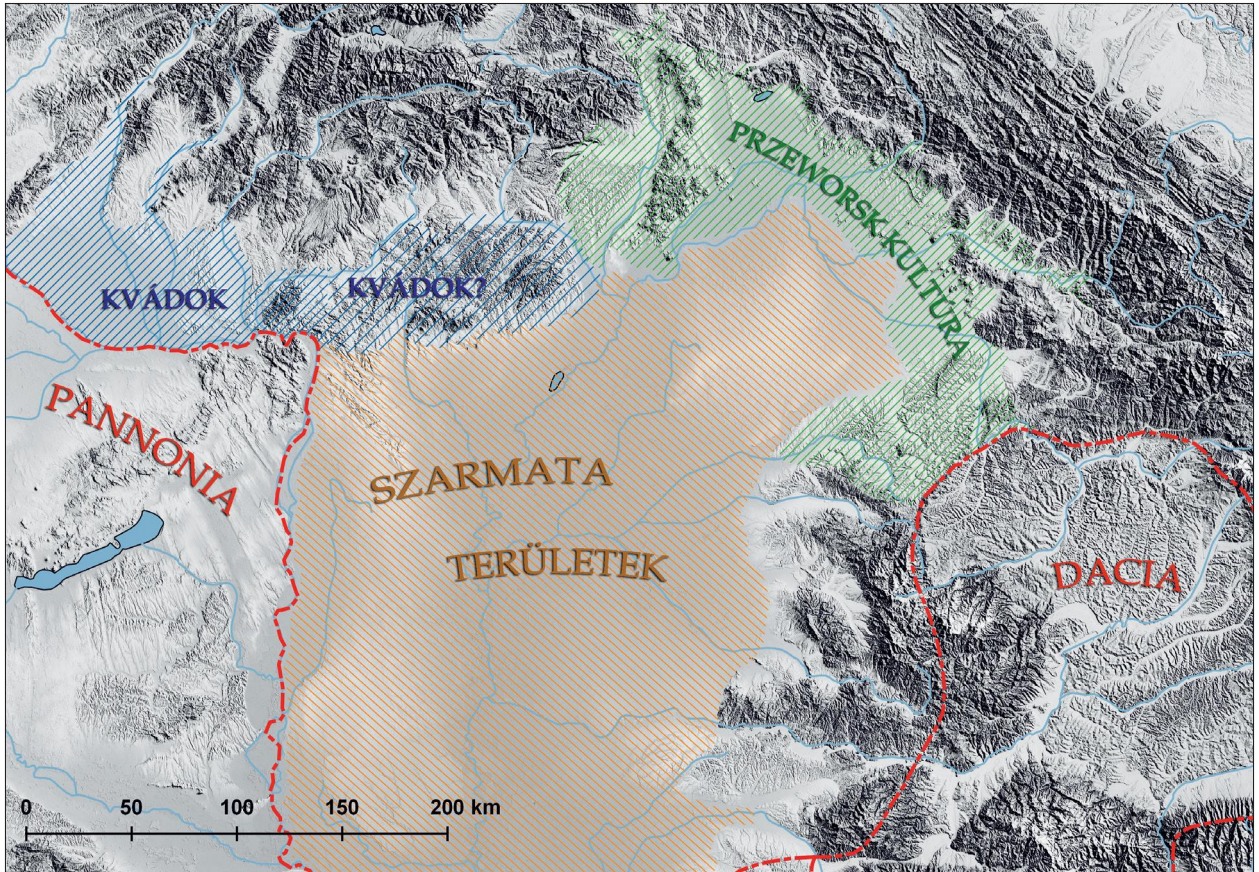 PRZEWORSK-KULTÚRA
KVÁDOK
KVÁDOK?
PANNONIA
SZARMATA
TERÜLETEK
DACIA
0 50 100 150 200 km